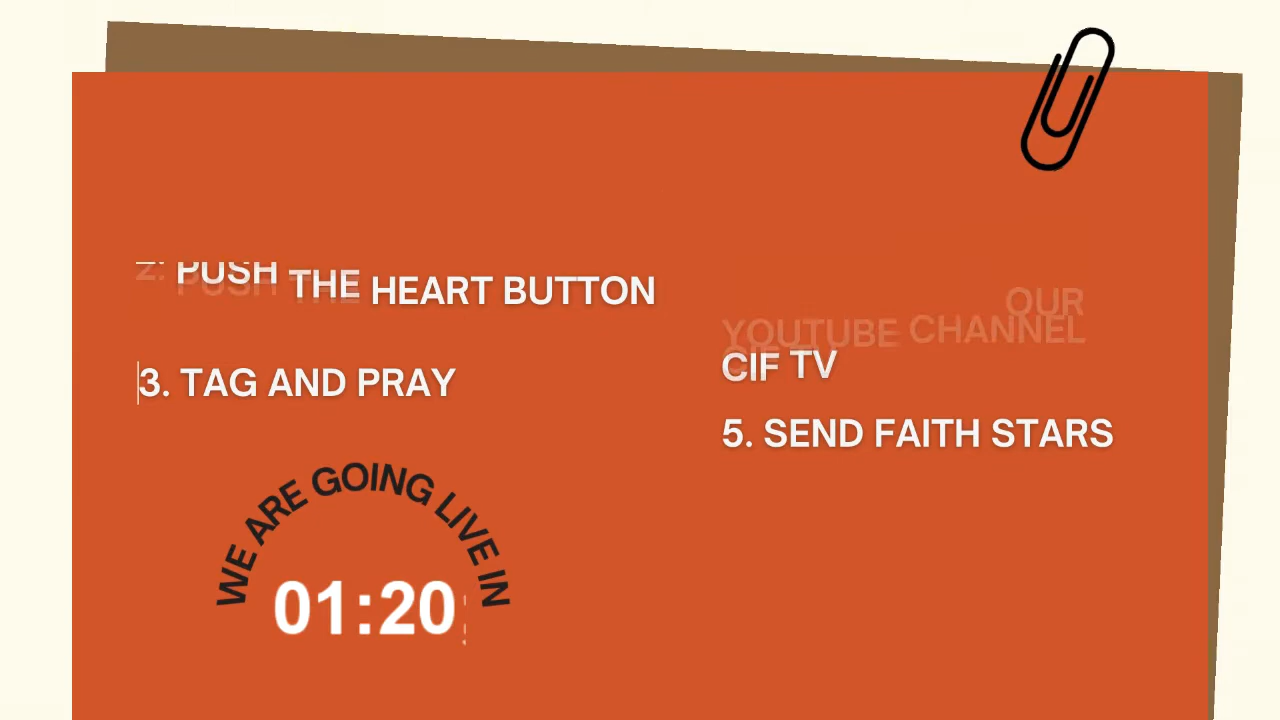 2. PUSH THE HEART BUTTON
3. TAG AND PRAY
OUR
YOUTUBE CHANNEL
CIF TV
5. SEND FAITH STARS
WE ARE GOING LIVE IN
01:20